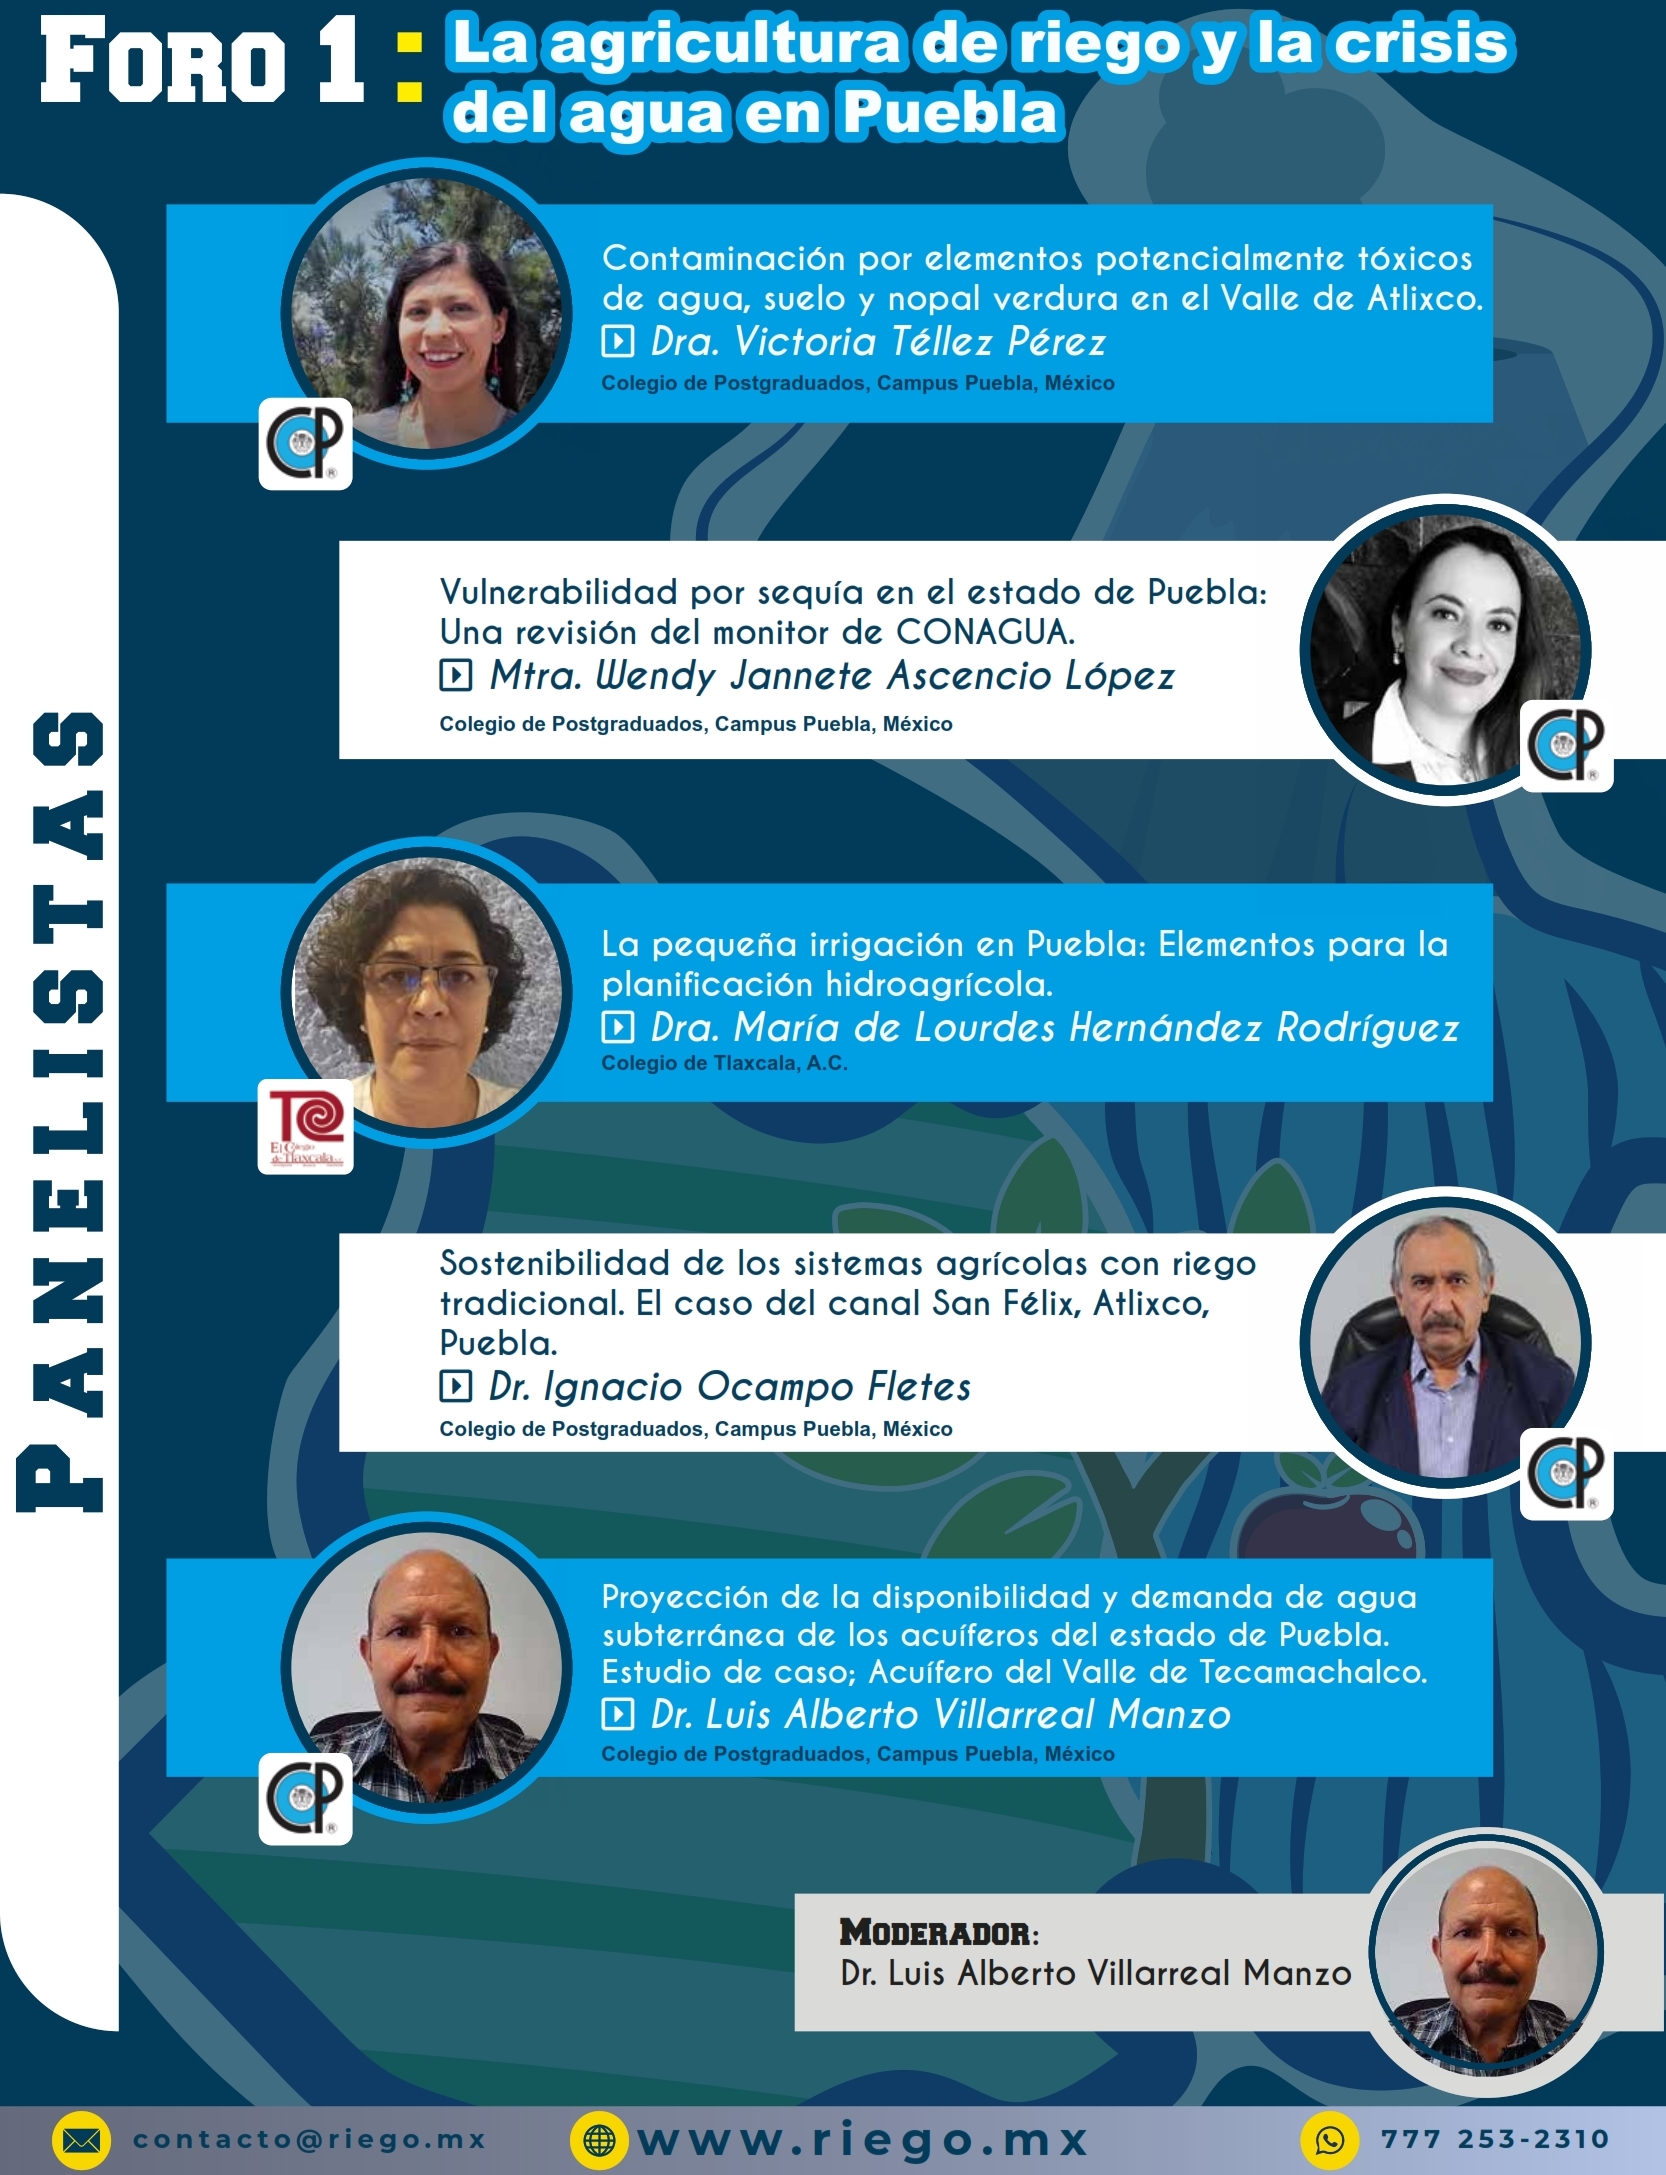 FORO 1:
La agricultura de riego y la crisis
del agua en Puebla
PANELISTAS
Contaminación por elementos potencialmente tóxicos
de agua, suelo y nopal verdura en el Valle de Atlixco.
Dra. Victoria Téllez Pérez
Colegio de Postgraduados, Campus Puebla, México
CP®
Vulnerabilidad por sequía en el estado de Puebla:
Una revisión del monitor de CONAGUA.
Mtra. Wendy Jannete Ascencio López
Colegio de Postgraduados, Campus Puebla, México
CP®
La pequeña irrigación en Puebla: Elementos para la
planificación hidroagrícola.
Dra. María de Lourdes Hernández Rodríguez
Colegio de Tlaxcala, A.C.
El Colegio
de Tlaxcala
Sostenibilidad de los sistemas agrícolas con riego
tradicional. El caso del canal San Félix, Atlixco,
Puebla.
Dr. Ignacio Ocampo Fletes
Colegio de Postgraduados, Campus Puebla, México
CP®
Proyección de la disponibilidad y demanda de agua
subterránea de los acuíferos del estado de Puebla.
Estudio de caso; Acuífero del Valle de Tecamachalco.
Dr. Luis Alberto Villarreal Manzo
Colegio de Postgraduados, Campus Puebla, México
CP®
MODERADOR:
Dr. Luis Alberto Villarreal Manzo
contacto@riego.mx
www.riego.mx
777 253-2310